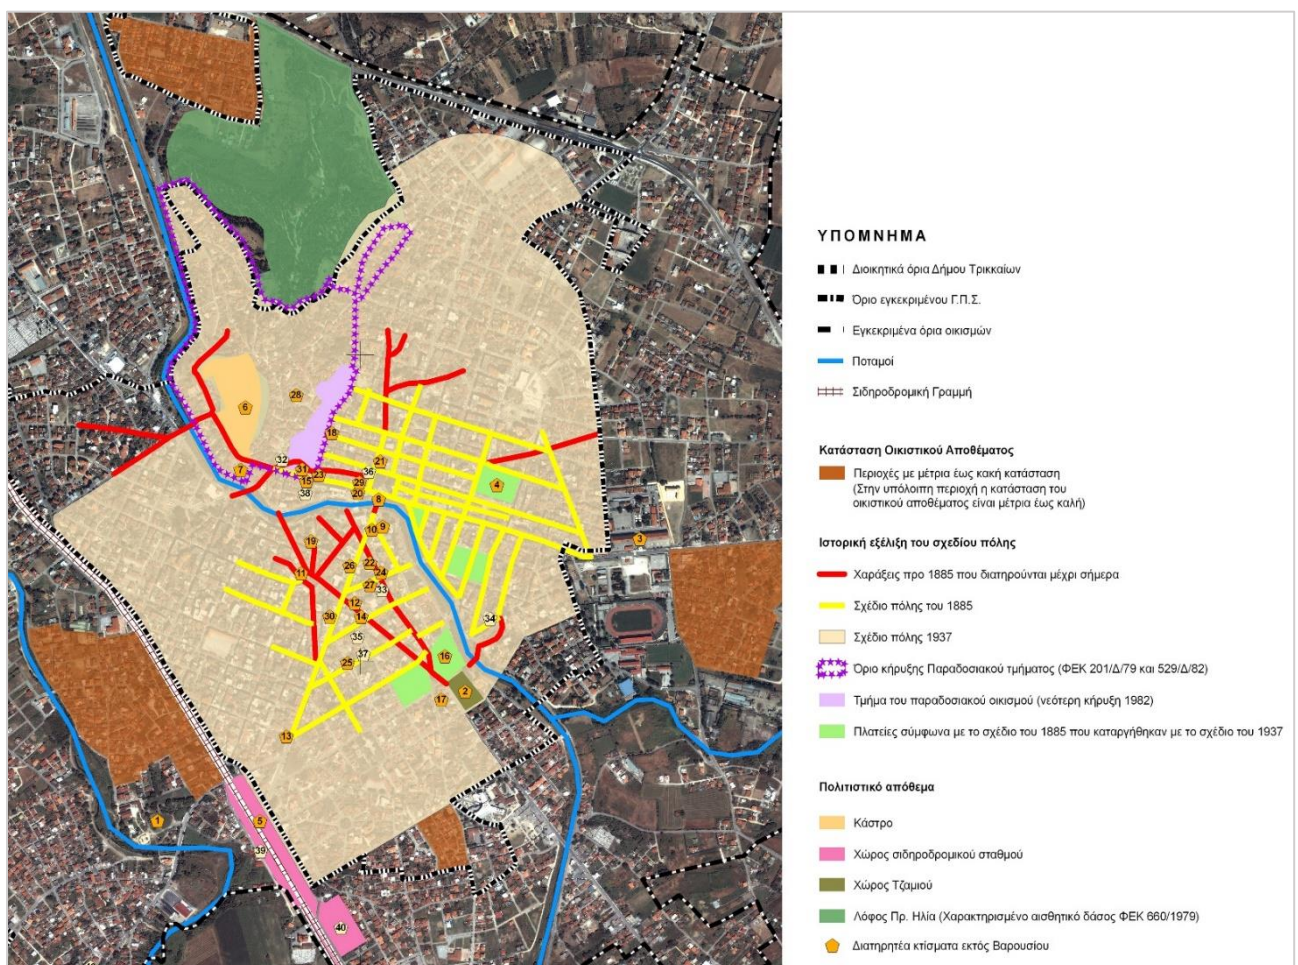 ΥΠΟΜΝΗΜΑ
Διοικητικά όρια Δήμου Τρικκαίων
Όριο εγκεκριμένου Γ.Π.Σ.
Εγκεκριμένα όρια οικισμών
Ποταμοί
Σιδηροδρομική Γραμμή
Κατάσταση Οικιστικού Αποθέματος
Περιοχές με μέτρια έως κακή κατάσταση
(Στην υπόλοιπη περιοχή η κατάσταση του
οικιστικού αποθέματος είναι μέτρια έως καλή)
Ιστορική εξέλιξη του σχεδίου πόλης
Χαράξεις προ 1885 που διατηρούνται μέχρι σήμερα
Σχέδιο πόλης του 1885
Σχέδιο πόλης 1937
Όριο κήρυξης Παραδοσιακού τμήματος (ΦΕΚ 201/Δ/79 και 529/Δ/82)
Τμήμα του παραδοσιακού οικισμού (νεότερη κήρυξη 1982)
Πλατείες σύμφωνα με το σχέδιο του 1885 που καταργήθηκαν με το σχέδιο του 1937
Πολιτιστικό απόθεμα
Κάστρο
Χώρος σιδηροδρομικού σταθμού
Χώρος Τζαμιού
Λόφος Πρ. Ηλία (Χαρακτηρισμένο αισθητικό δάσος ΦΕΚ 660/1979)
Διατηρητέα κτίσματα εκτός Βαρουσίου
28
6
18
32
21
7
31
23
36
15
29
4
38
20
8
10
9
19
3
26
22
11
24
27
33
12
30
14
34
35
37
16
25
2
17
13
1
5
39
40